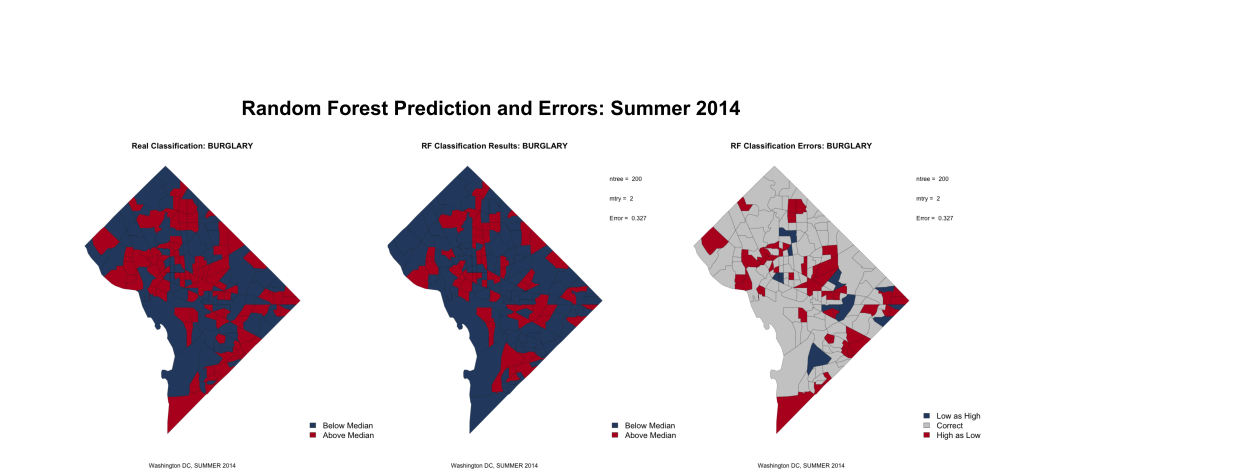 Random Forest Prediction and Errors: Summer 2014
Real Classification: BURGLARY
RF Classification Results: BURGLARY
RF Classification Errors: BURGLARY
ntree = 200
mtry = 2
Error = 0.327
ntree = 200
mtry = 2
Error = 0.327
Below Median
Above Median
Below Median
Above Median
Low as High
Correct
High as Low
Washington DC, SUMMER 2014
Washington DC, SUMMER 2014
Washington DC, SUMMER 2014